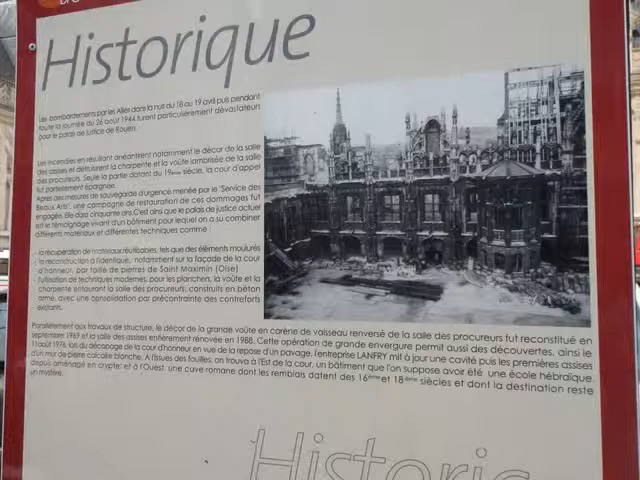 Historique
Les bombardements par les Alliés dans la nuit du 18 au 19 avril puis pendant
toute la journée du 26 août 1944 furent particulièrement dévastateurs
pour le palais de justice de Rouen.
Les incendies en résultant anéantirent notamment le décor de la salle
des assises et détruisirent la charpente et la voûte lambrisée de la salle
des procureurs. Seule la partie datant du 19ème siècle, la cour d'appel
fut partiellement épargnée.
Après des mesures de sauvegarde d'urgence menée par le "Service des
Beaux Arts", une campagne de restauration de ces dommages fut
engagée. Elle dura cinquante ans. C'est ainsi que le palais de justice actuel
est le témoignage vivant d'un bâtiment pour lequel on a su combiner
différents matériaux et différentes techniques comme :
- la récupération de matériaux réutilisables, tels que des éléments moulurés
- la reconstruction à l'identique, notamment sur la façade de la cour
d'honneur, par taille de pierres de Saint Maximin (Oise)
- l'utilisation de techniques modernes, pour les planchers, la voûte et la
charpente entourant la salle des procureurs, construits en béton
armé, avec une consolidation par précontrainte des contreforts
existants.
Parallèlement aux travaux de structure, le décor de la grande voûte en carène de vaisseau renversé de la salle des procureurs fut reconstitué en
septembre 1969 et la salle des assises entièrement rénovée en 1988. Cette opération de grande envergure permit aussi des découvertes, ainsi le
11 août 1976, lors du décapage de la cour d'honneur en vue de la repose d'un pavage, l'entreprise LANFRY mit à jour une cavité puis les premières assises
d'un mur de pierre calcaire blanche. A l'issues des fouilles, on trouva à l'Est de la cour, un bâtiment que l'on suppose avoir été une école hébraïque,
depuis aménagé en crypte; et à l'Ouest, une cave romane dont les remblais datent des 16ème et 18ème siècles et dont la destination reste
un mystère.
Historic